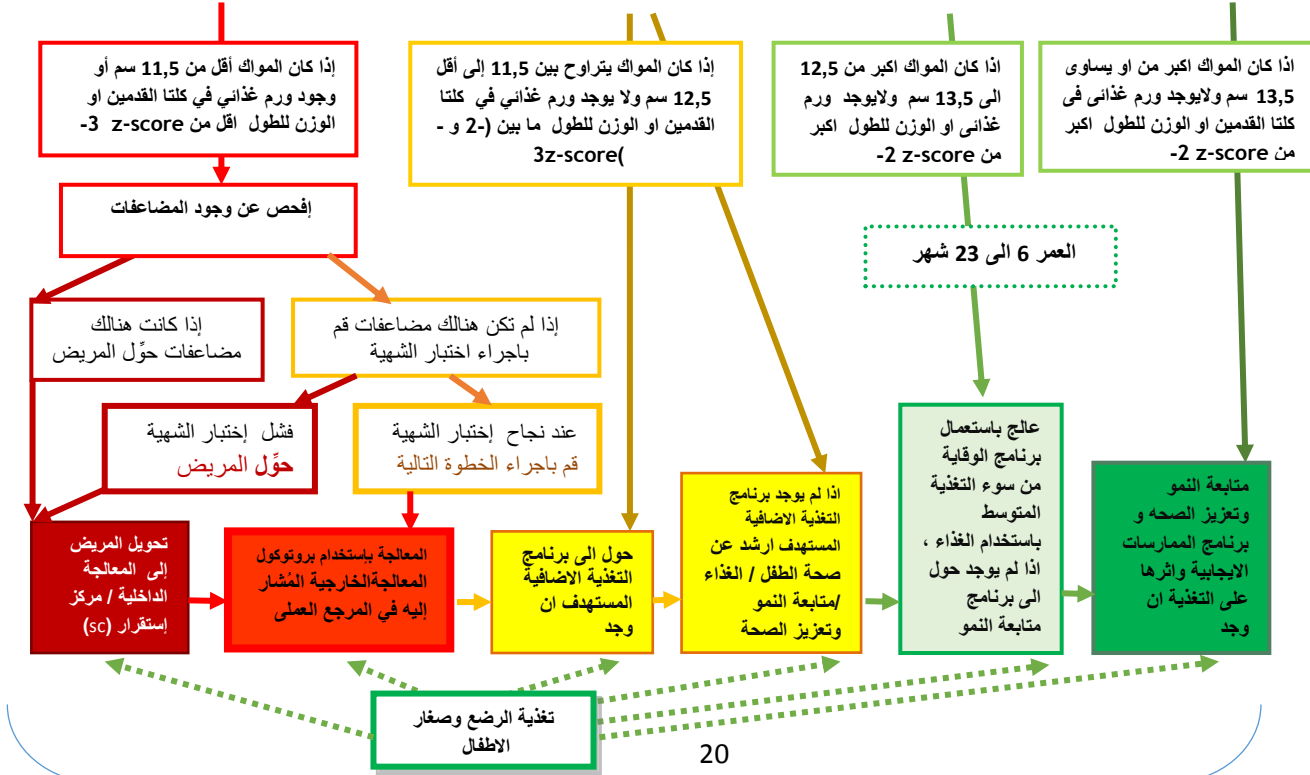 إذا كان المواك أقل من 11,5 سم أو
وجود ورم غذائي في كلتا القدمين او
الوزن للطول اقل من 3 z-score-
إذا كان المواك يتراوح بين 11,5 إلى أقل
12,5 سم ولا يوجد ورم غذائي في كلتا
القدمين او الوزن للطول ما بين (-2 و -
3z-score(
اذا كان المواك اكبر من 12,5
الى 13,5 سم ولايوجد ورم
غذائى او الوزن للطول اكبر
من 2 z-score-
اذا كان المواك اكبر من او يساوى
13,5 سم ولايوجد ورم غذائى فى
كلتا القدمين او الوزن للطول اكبر
من 2 z-score-
إفحص عن وجود المضاعفات
العمر 6 الى 23 شهر
إذا كانت هنالك
مضاعفات حوِّل المريض
إذا لم تكن هنالك مضاعفات قم
باجراء اختبار الشهية
فشل إختبار الشهية
حوِّل المريض
عند نجاح إختبار الشهية
قم باجراء الخطوة التالية
تحويل المريض
إلى المعالجة
الداخلية / مركز
إستقرار (sc)
المعالجة بإستخدام بروتوكول
المعالجةالخارجية المُشار
إليه في المرجع العملى
حول الى برنامج
التغذية الاضافية
المستهدف ان
وجد
اذا لم يوجد برنامج
التغذية الاضافية
المستهدف ارشد عن
صحة الطفل / الغذاء
/متابعة النمو
وتعزيز الصحة
عالج باستعمال
برنامج الوقاية
من سوء التغذية
المتوسط
باستخدام الغذاء ،
اذا لم يوجد حول
الى برنامج
متابعة النمو
متابعة النمو
وتعزيز الصحه و
برنامج الممارسات
الايجابية واثرها
على التغذية ان
وجد
تغذية الرضع وصغار
الاطفال
20